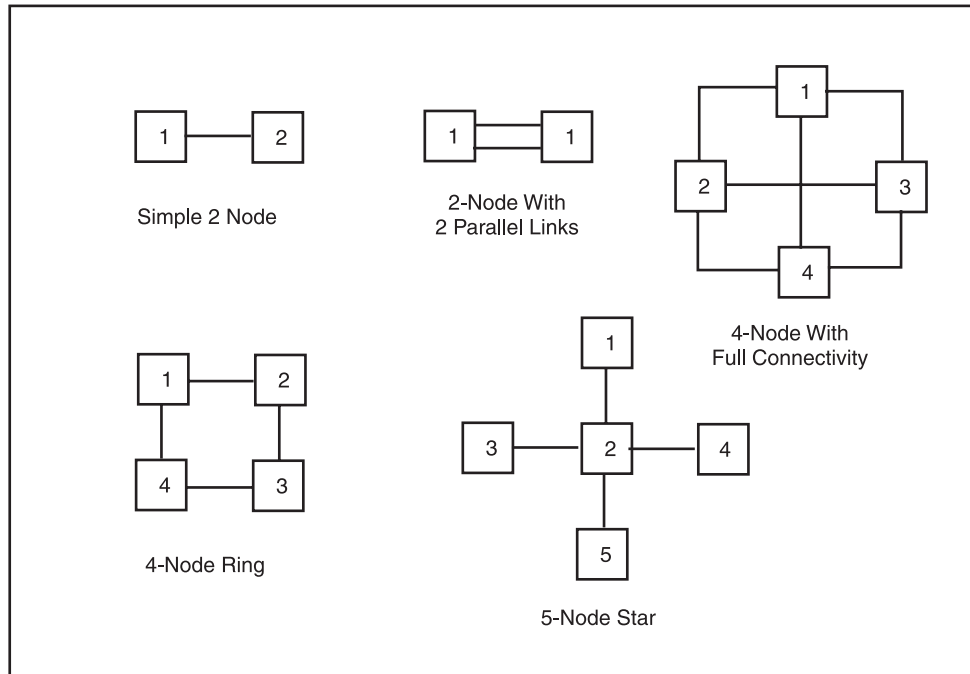 1
2
Simple 2 Node
1
1
2-Node With
2 Parallel Links
1
2
3
4
4-Node With
Full Connectivity
1
2
4
3
4-Node Ring
1
3
2
4
5
5-Node Star